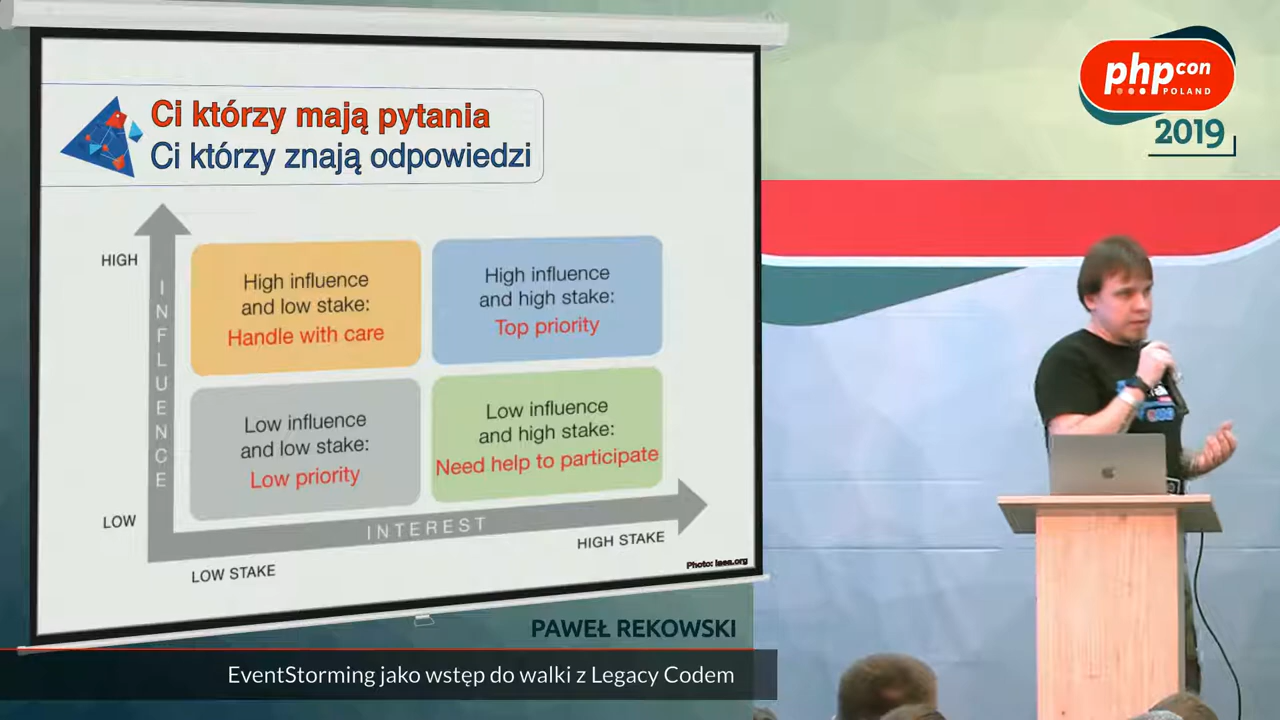 Ci którzy mają pytania
Ci którzy znają odpowiedzi
HIGH
INFLUENCE
LOW
High influence
and low stake:
Handle with care
High influence
and high stake:
Top priority
Low influence
and low stake:
Low priority
Low influence
and high stake:
Need help to participate
INTEREST
LOW STAKE
HIGH STAKE
Photo: iaea.org
phpcon
POLAND
2019
PAWEŁ REKOWSKI
EventStorming jako wstęp do walki z Legacy Codem